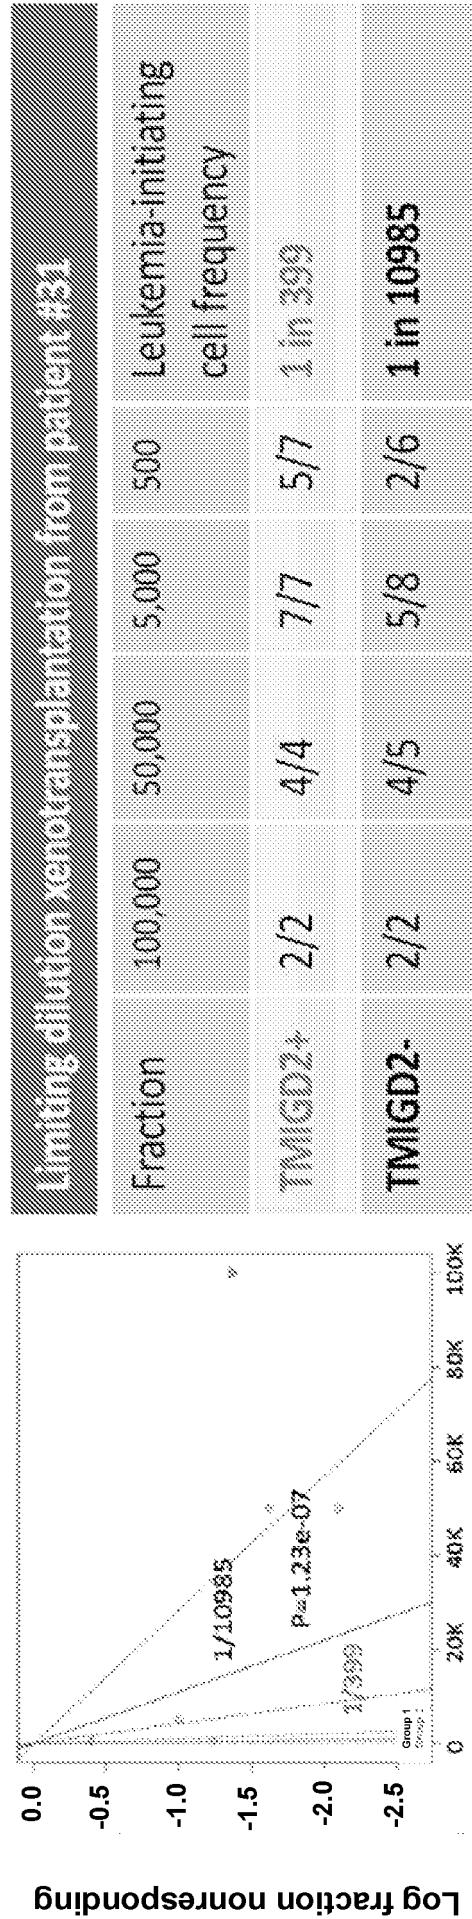 Log fraction nonresponding
0.0
-0.5
-1.0
-1.5
-2.0
-2.5
1/10985
P=1.23e-07
1/399
Group 1
Group
0 20K 40K 60K 80K 100K
Limiting dilution xenotransplantation from patient #31
Fraction 100,000 50,000 5,000 500 Leukemia-initiating
cell frequency
TMIGD2+ 2/2 4/4 7/7 5/7 1 in 399
TMIGD2- 2/2 4/5 5/8 2/6 1 in 10985